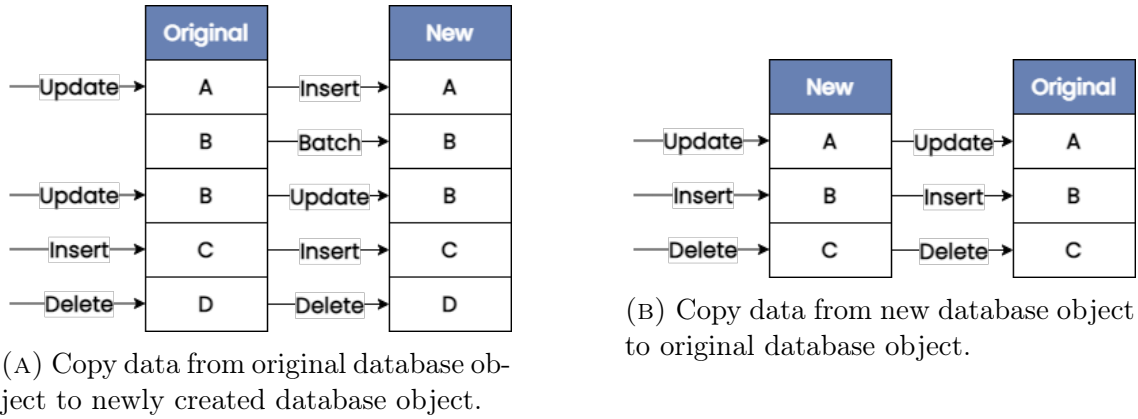 Original New
Update A Insert A
B Batch B
Update B Update B
Insert C Insert C
Delete D Delete D
(A) Copy data from original database ob-
ject to newly created database object.
New Original
Update A Update A
Insert B Insert B
Delete C Delete C
(B) Copy data from new database object
to original database object.